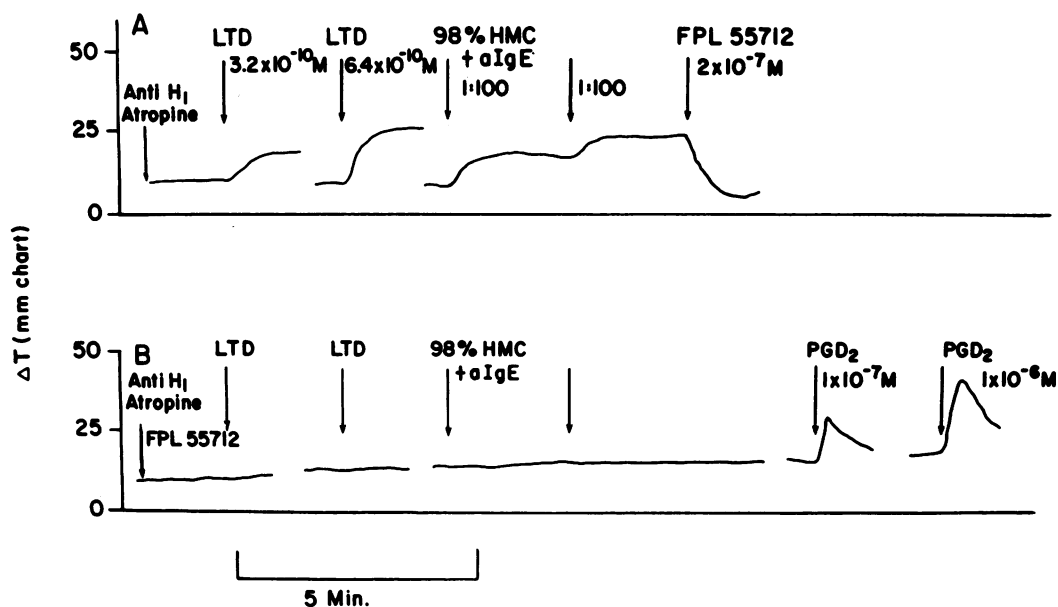 A
LTD
3.2x10⁻¹⁰M
LTD
6.4x10⁻¹⁰M
98% HMC
+ aIgE
1:100
1:100
FPL 55712
2x10⁻⁷M
Anti H₁
Atropine
50
25
0
Δ T (mm chart)
B
LTD
LTD
98% HMC
+ aIgE
PGD₂
1x10⁻⁷M
PGD₂
1x10⁻⁶M
Anti H₁
Atropine
FPL 55712
50
25
0
5 Min.